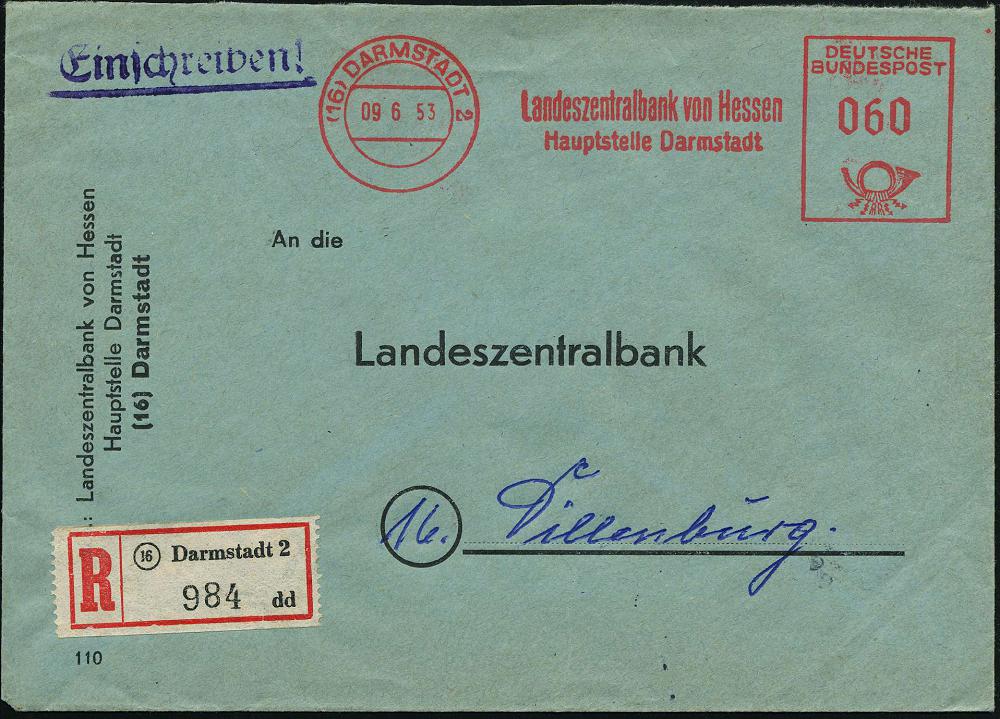 Einschreiben!
(16) DARMSTADT 2
09 6 53
Landeszentralbank von Hessen
Hauptstelle Darmstadt
DEUTSCHE
BUNDESPOST
060
.: Landeszentralbank von Hessen
Hauptstelle Darmstadt
(16) Darmstadt
An die
Landeszentralbank
16. Dillenburg.
R 16 Darmstadt 2
984 dd
110